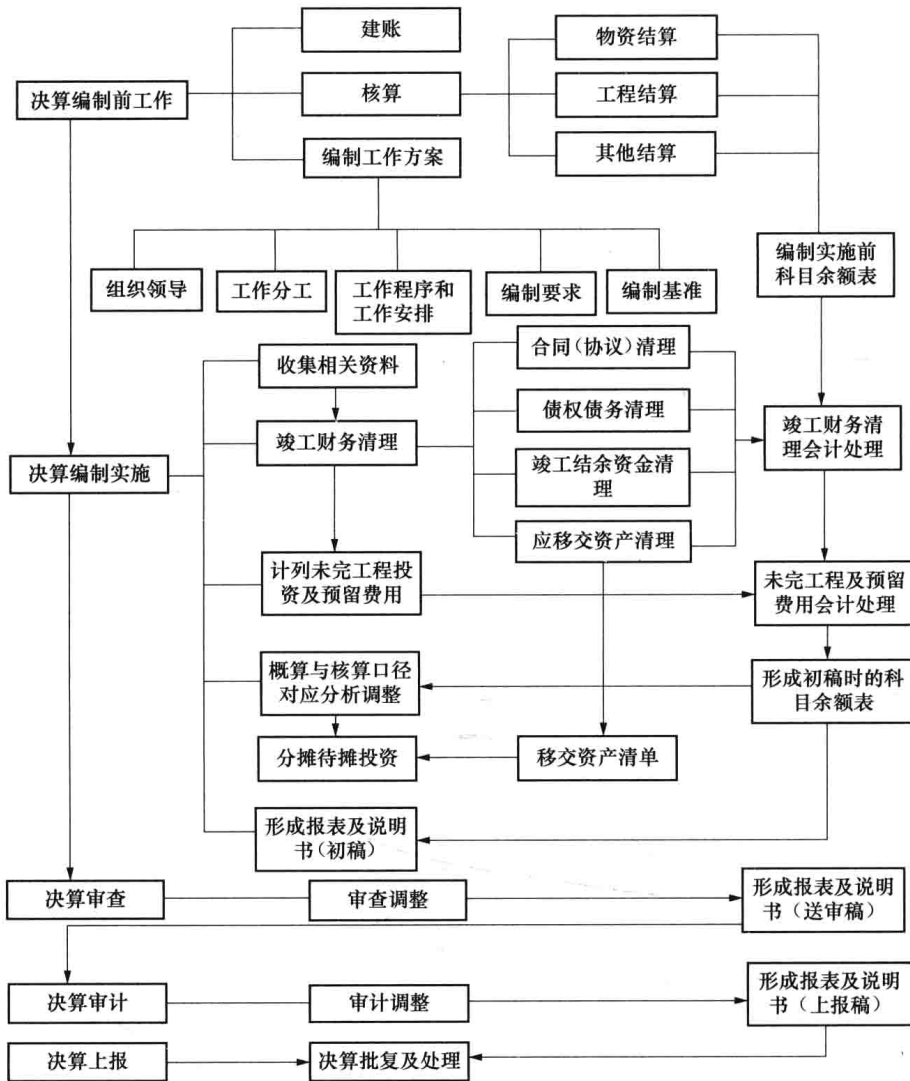 建账
物资结算
决算编制前工作
核算
工程结算
编制工作方案
其他结算
编制实施前
科目余额表
组织领导
工作分工
工作程序和
工作安排
编制要求
编制基准
收集相关资料
合同(协议)清理
债权债务清理
竣工财务清
理会计处理
竣工财务清理
决算编制实施
竣工结余资金清
理
应移交资产清理
计列未完工程投
资及预留费用
未完工程及预留
费用会计处理
概算与核算口径
对应分析调整
形成初稿时的科
目余额表
分摊待摊投资
移交资产清单
形成报表及说明
书(初稿)
决算审查
审查调整
形成报表及说明
书(送审稿)
决算审计
审计调整
形成报表及说明
书(上报稿)
决算上报
决算批复及处理